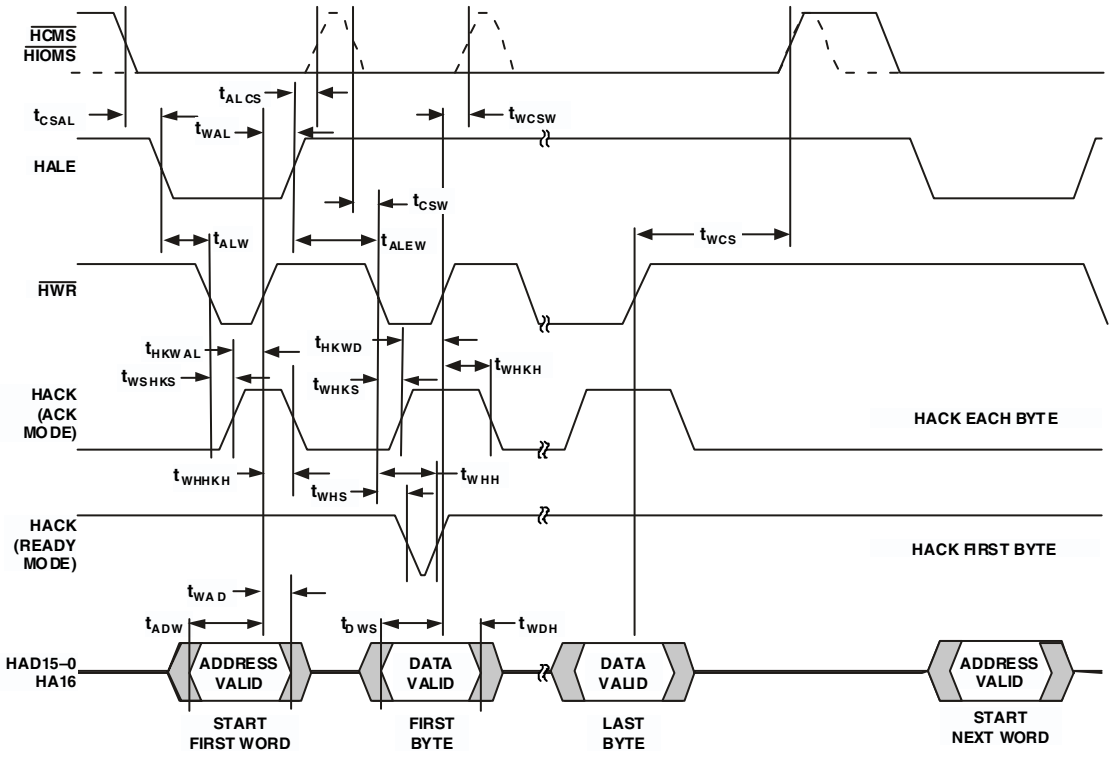 HCMS
HIOMS
tALCS
tCSAL
tWAL
tWCSW
HALE
tCSW
tALW
tALEW
tWCS
HWR
tHKWAL
tHKWD
tWSHKS
tWHKS
tWHKH
HACK
(ACK
MODE)
HACK EACH BYTE
tWHHKH
tWHS
tWHH
HACK
(READY
MODE)
HACK FIRST BYTE
tWAD
tADW
tDWS
tWDH
HAD15–0
HA16
ADDRESS
VALID
DATA
VALID
DATA
VALID
ADDRESS
VALID
START
FIRST WORD
FIRST
BYTE
LAST
BYTE
START
NEXT WORD